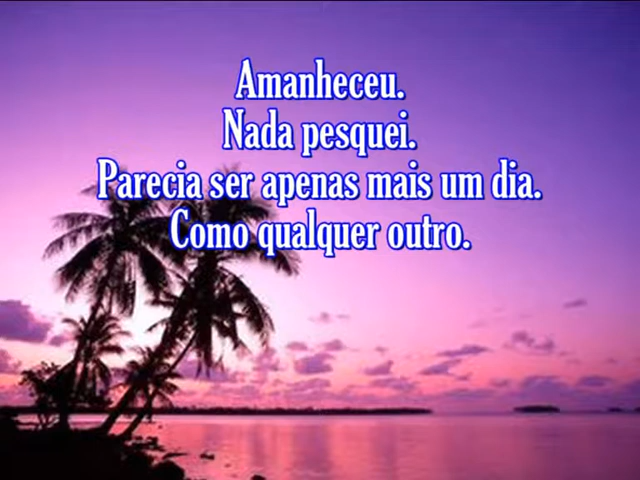 Amanheceu.
Nada pesquei.
Parecia ser apenas mais um dia.
Como qualquer outro.